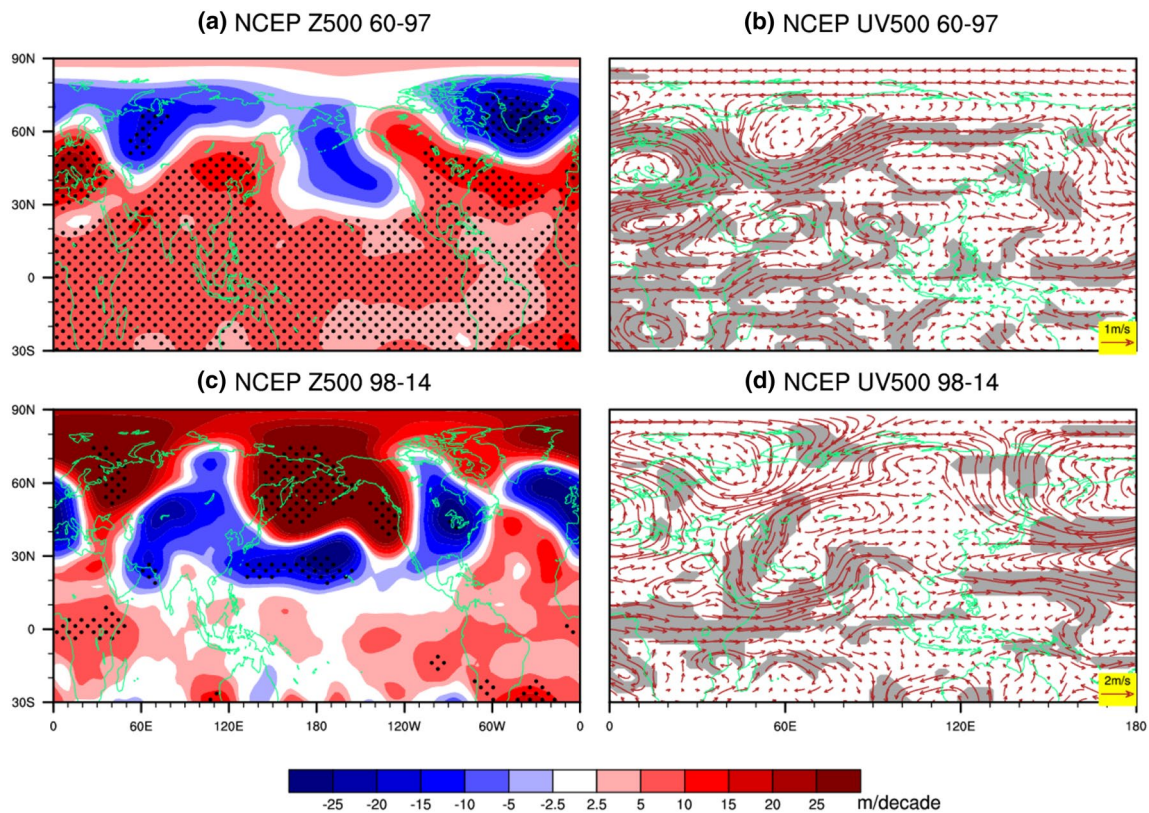 (a) NCEP Z500 60-97
(b) NCEP UV500 60-97
90N
60N
30N
0
30S
1m/s
(c) NCEP Z500 98-14
(d) NCEP UV500 98-14
90N
60N
30N
0
30S
2m/s
0 60E 120E 180 120W 60W 0
0 60E 120E 180
-25 -20 -15 -10 -5 -2.5 2.5 5 10 15 20 25 m/decade